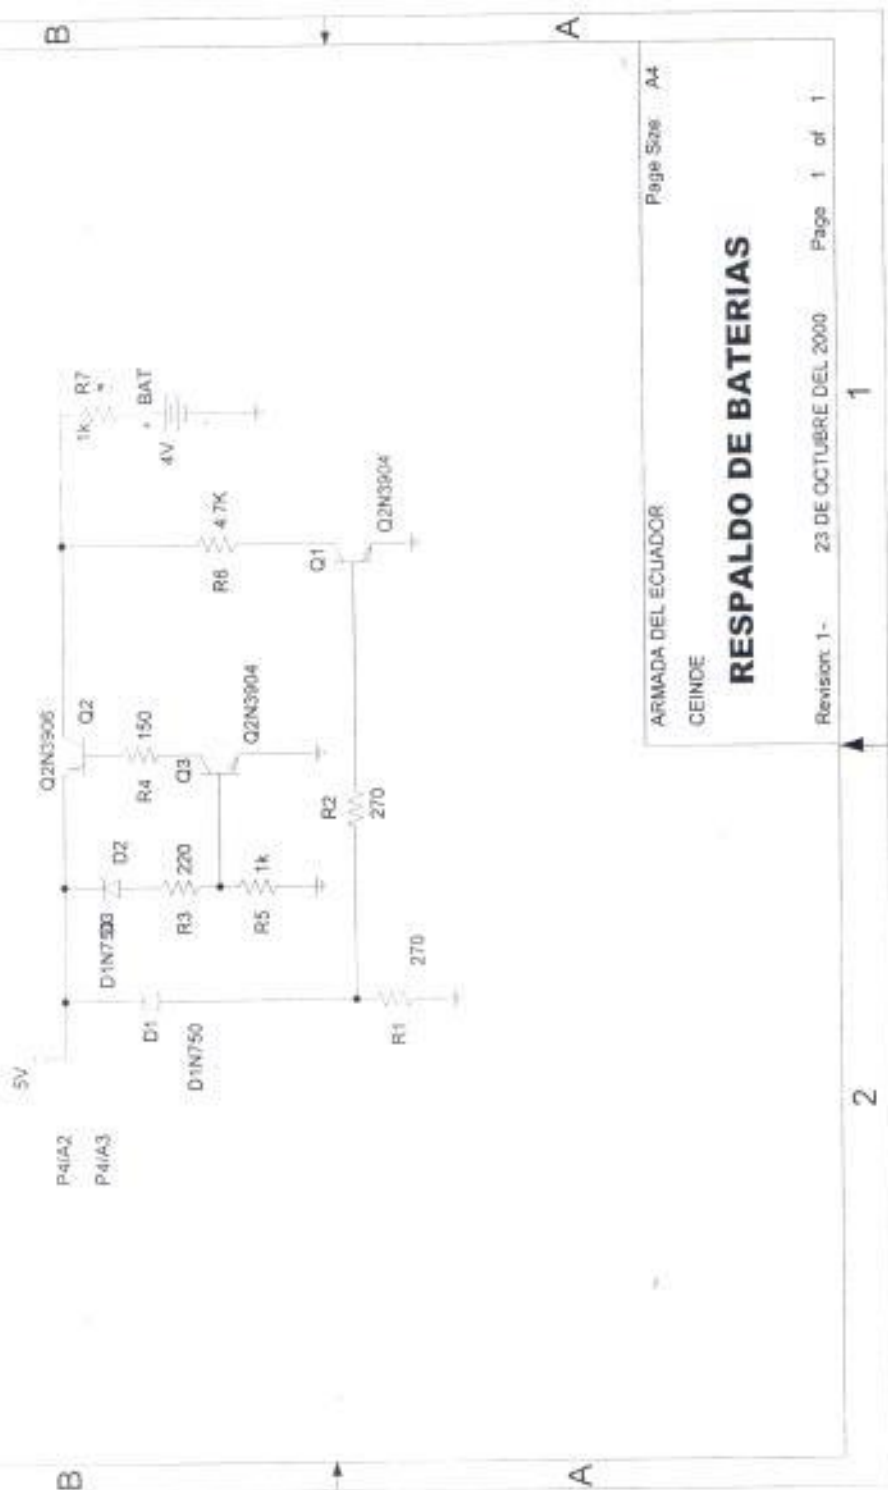 B
A
5V
P4/A2
P4/A3
D1
D1N750
R1
270
D2
R3
220
R5
1k
Q2N3906
Q2
R4
150
Q3
Q2N3904
R2
270
R6
4.7K
Q1
Q2N3904
1k
R7
BAT
4V
ARMADA DEL ECUADOR
Page Size: A4
CEINDE
RESPALDO DE BATERIAS
Revision: 1-
23 DE OCTUBRE DEL 2000
Page 1 of 1
2
1
B
A